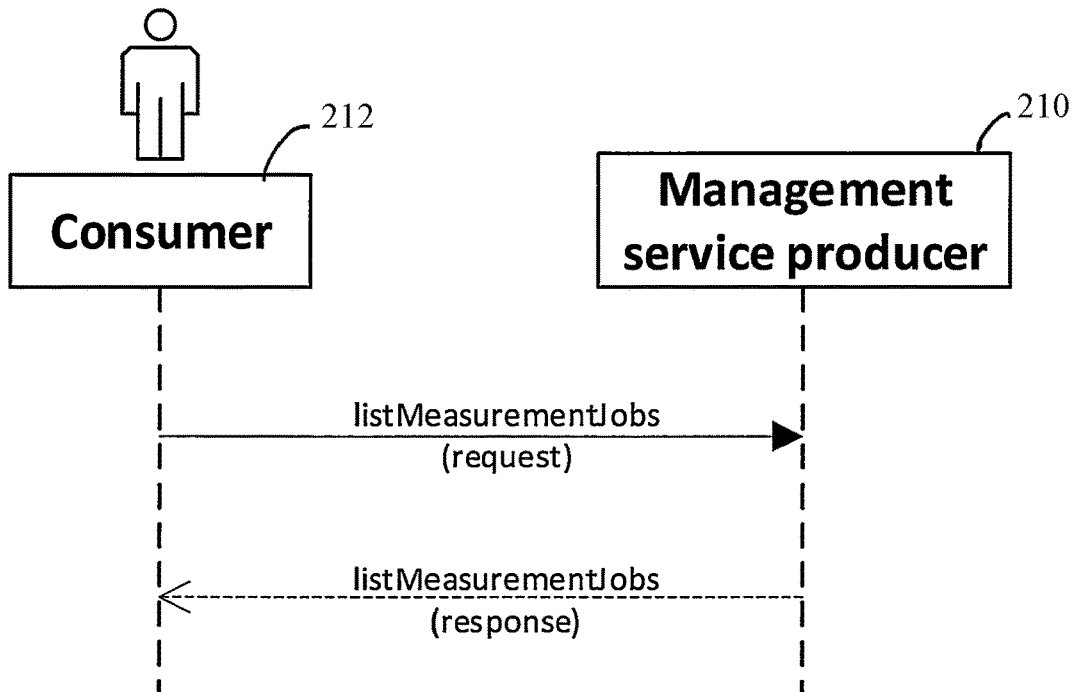 212
210
Consumer
Management
service producer
listMeasurementJobs
(request)
listMeasurementJobs
(response)